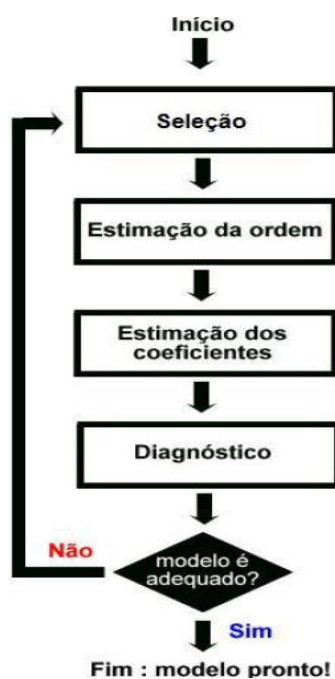 Início
Seleção
Estimação da ordem
Estimação dos
coeficientes
Diagnóstico
modelo é
adequado?
Não
Sim
Fim : modelo pronto!